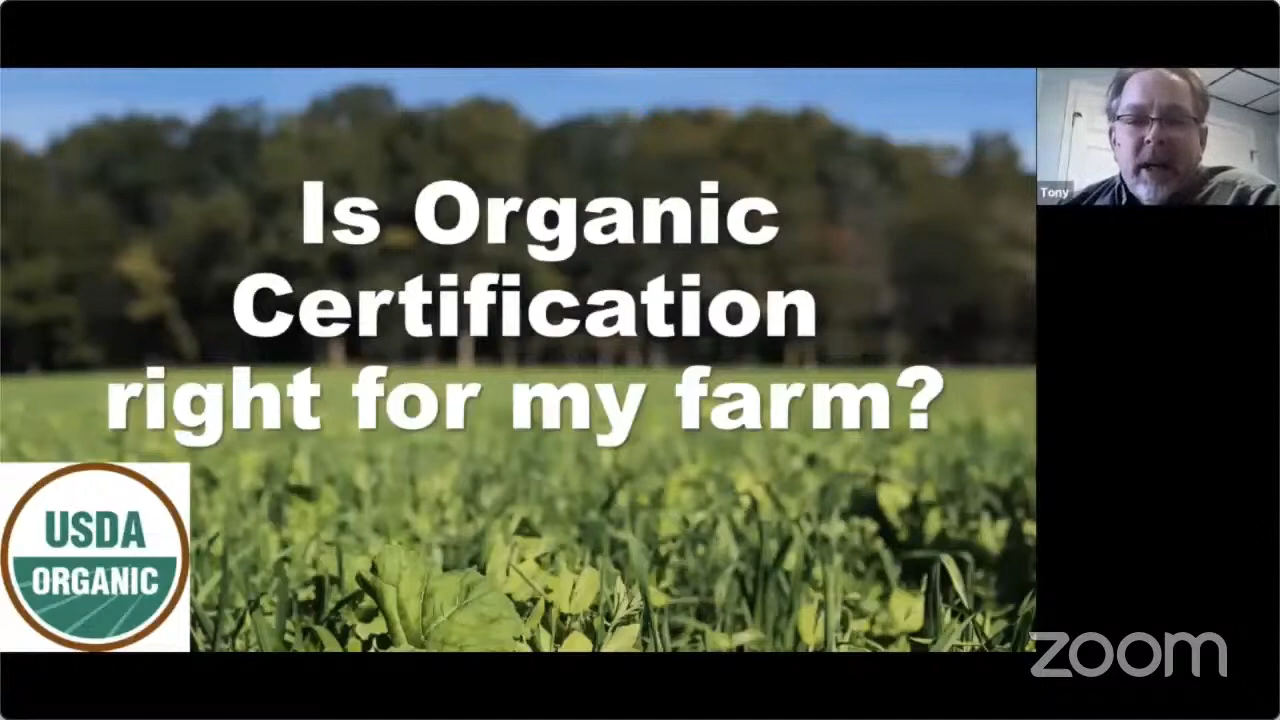 Is Organic
Certification
right for my farm?
Tony
USDA
ORGANIC
zoom